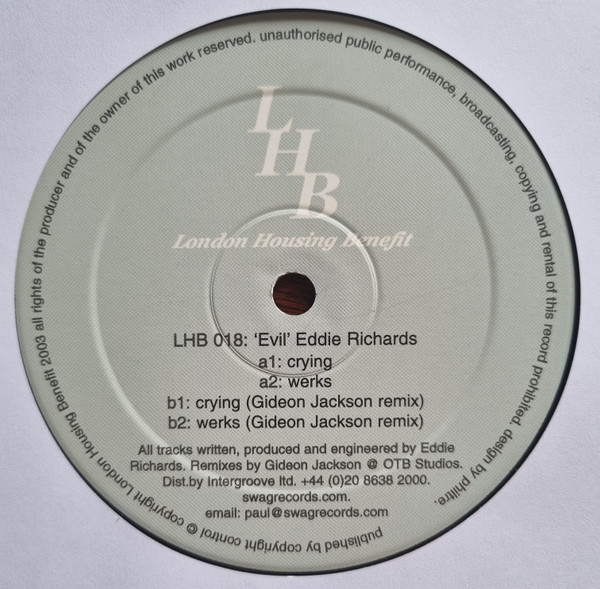 LHB
London Housing Benefit
LHB 018: 'Evil' Eddie Richards
a1: crying
a2: werks
b1: crying (Gideon Jackson remix)
b2: werks (Gideon Jackson remix)
All tracks written, produced and engineered by Eddie
Richards. Remixes by Gideon Jackson @ OTB Studios.
Dist.by Intergroove ltd. +44 (0)20 8638 2000.
swagrecords.com.
email: paul@swagrecords.com
published by copyright control © copyright London Housing Benefit 2003 all rights of the producer and of the owner of this work reserved. unauthorised public performance, broadcasting, copying and rental of this record prohibited. design by philtre.